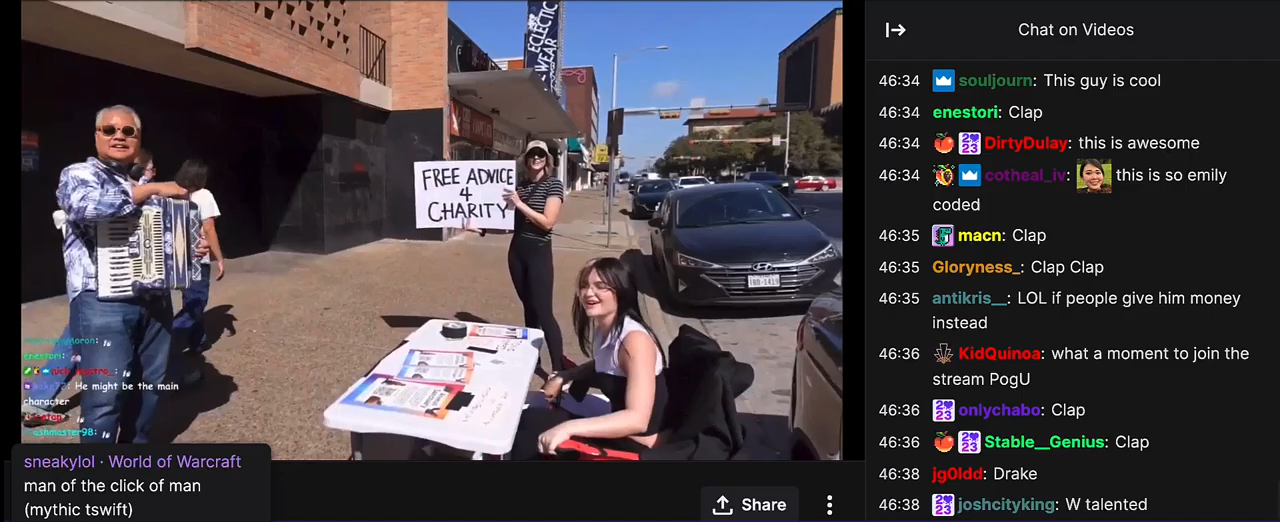 ECLECTIC
WEAR
FREE ADVICE
4
CHARITY
enestori:
He might be the main
character
ashmaster98:
sneakylol · World of Warcraft
man of the click of man
(mythic tswift)
Share
Chat on Videos
46:34 souljourn: This guy is cool
enestori: Clap
46:34 DirtyDulay: this is awesome
46:34 cotheal_iv: this is so emily
coded
46:35 macn: Clap
46:35 Gloryness_: Clap Clap
46:35 antikris__: LOL if people give him money
instead
46:36 KidQuinoa: what a moment to join the
stream PogU
46:36 onlychabo: Clap
46:36 Stable__Genius: Clap
46:38 jg0ldd: Drake
46:38 joshcityking: W talented